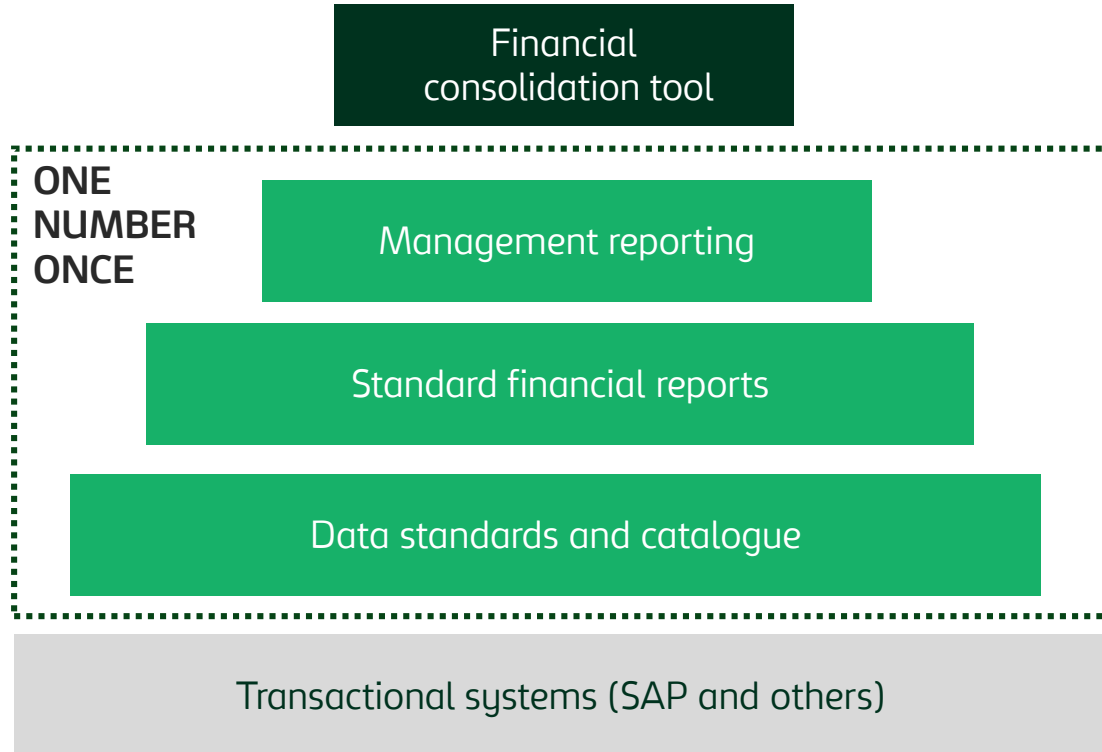 Financial
consolidation tool
ONE
NUMBER
ONCE
Management reporting
Standard financial reports
Data standards and catalogue
Transactional systems (SAP and others)